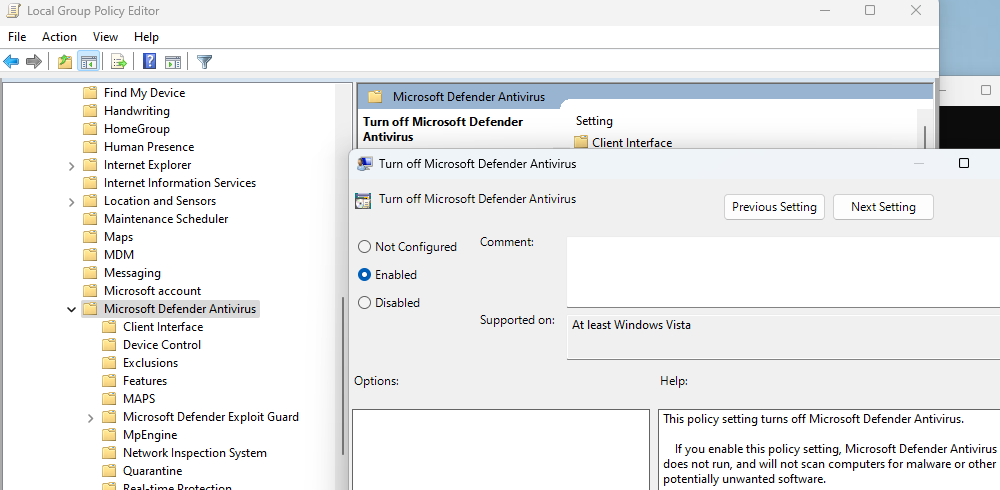 Local Group Policy Editor
File Action View Help
Find My Device
Handwriting
HomeGroup
Human Presence
Internet Explorer
Internet Information Services
Location and Sensors
Maintenance Scheduler
Maps
MDM
Messaging
Microsoft account
Microsoft Defender Antivirus
Client Interface
Device Control
Exclusions
Features
MAPS
Microsoft Defender Exploit Guard
MpEngine
Network Inspection System
Quarantine
Real-time Protection
Microsoft Defender Antivirus
Turn off Microsoft Defender
Antivirus
Setting
Client Interface
Turn off Microsoft Defender Antivirus
Turn off Microsoft Defender Antivirus
Previous Setting
Next Setting
Not Configured
Enabled
Disabled
Comment:
Supported on:
At least Windows Vista
Options:
Help:
This policy setting turns off Microsoft Defender Antivirus.
If you enable this policy setting, Microsoft Defender Antivirus
does not run, and will not scan computers for malware or other
potentially unwanted software.